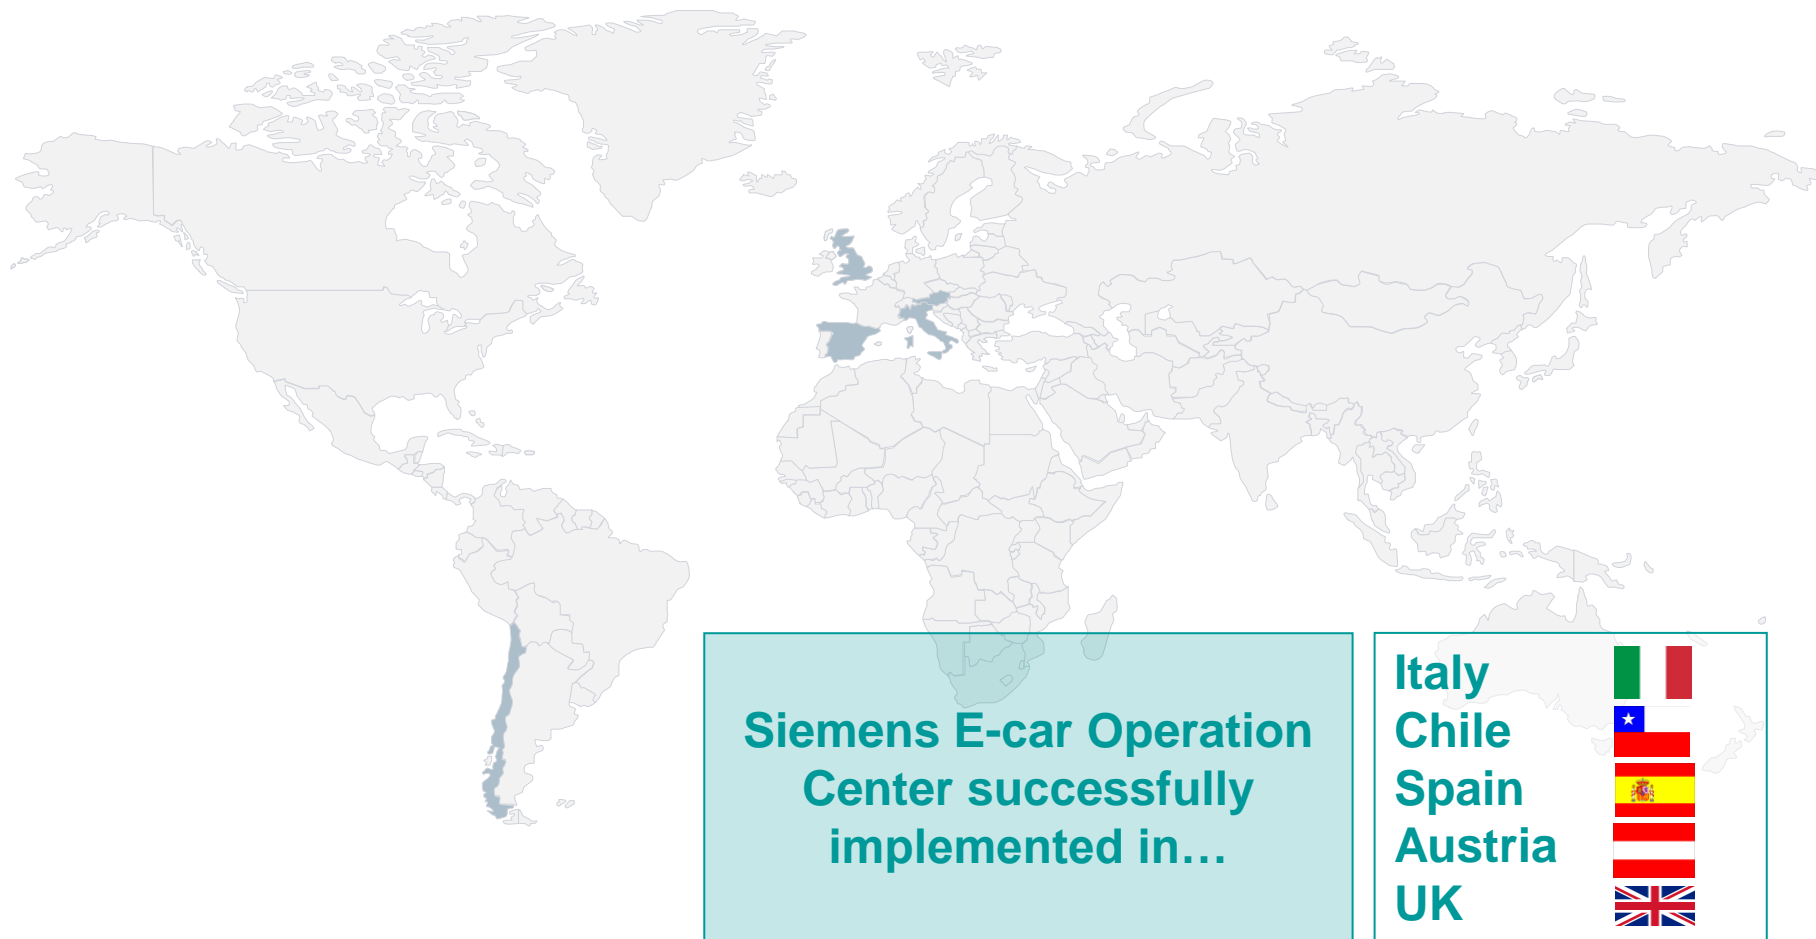 Siemens E-car Operation
Center successfully
implemented in…
Italy
Chile
Spain
Austria
UK